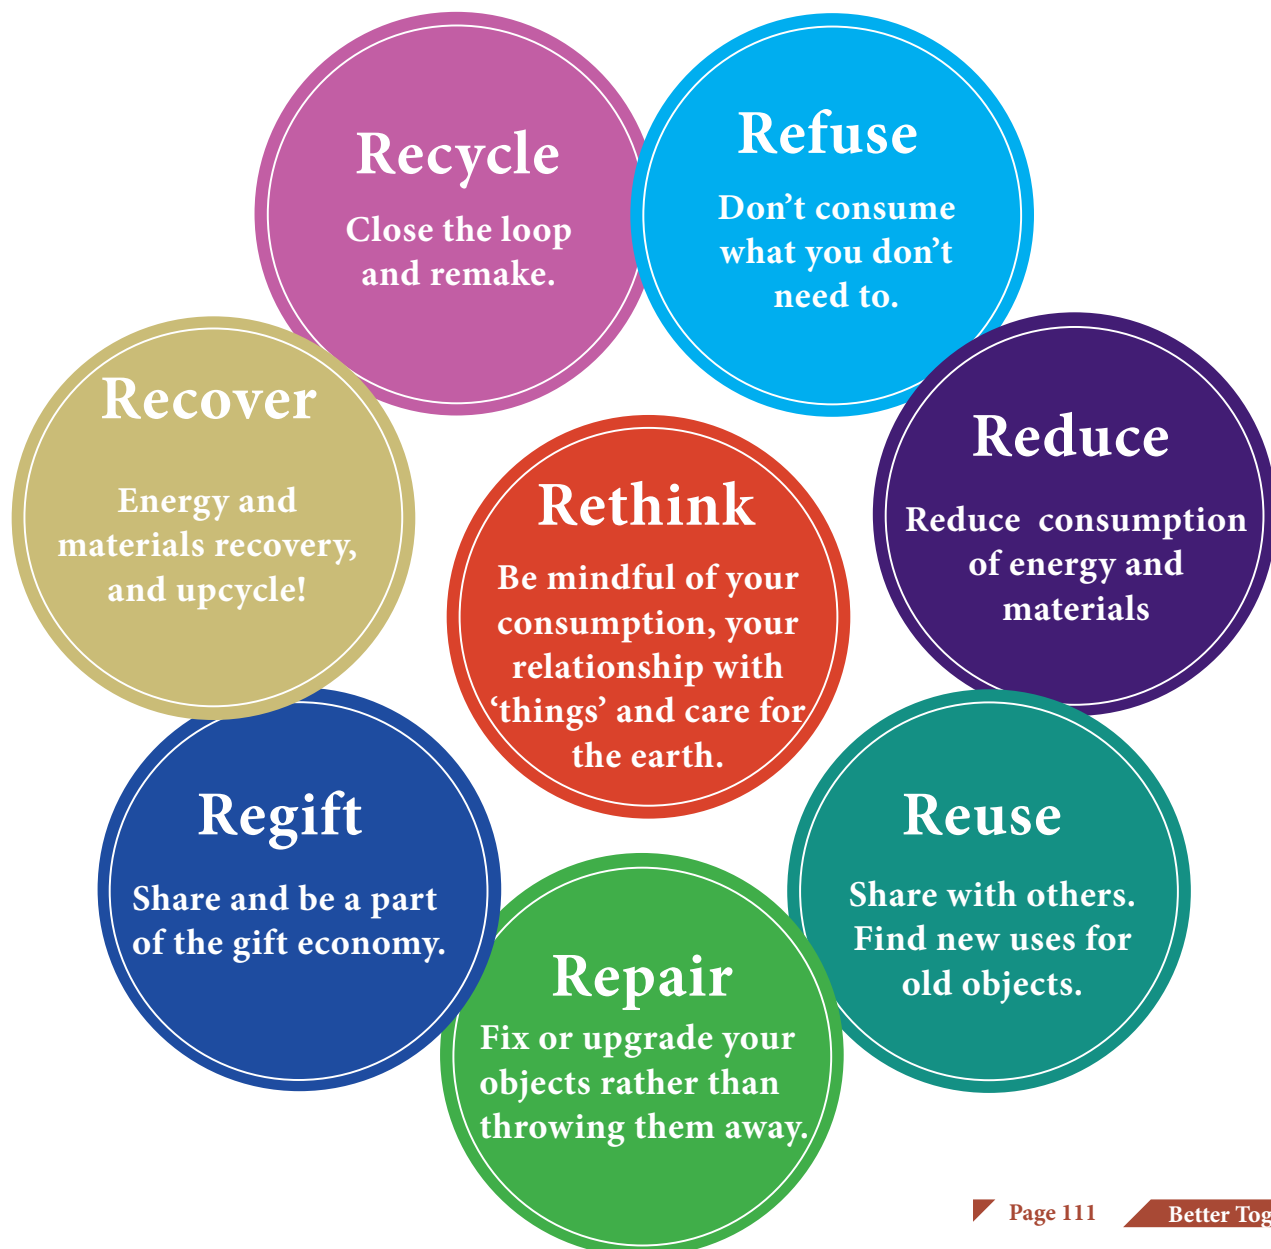 Recycle
Close the loop
and remake.
Refuse
Don’t consume
what you don’t
need to.
Recover
Energy and
materials recovery,
and upcycle!
Rethink
Be mindful of your
consumption, your
relationship with
‘things’ and care for
the earth.
Reduce
Reduce  consumption
of energy and
materials
Regift
Share and be a part
of the gift economy.
Repair
Fix or upgrade your
objects rather than
throwing them away.
Reuse
Share with others.
Find new uses for
old objects.
Page 111
Better Tog